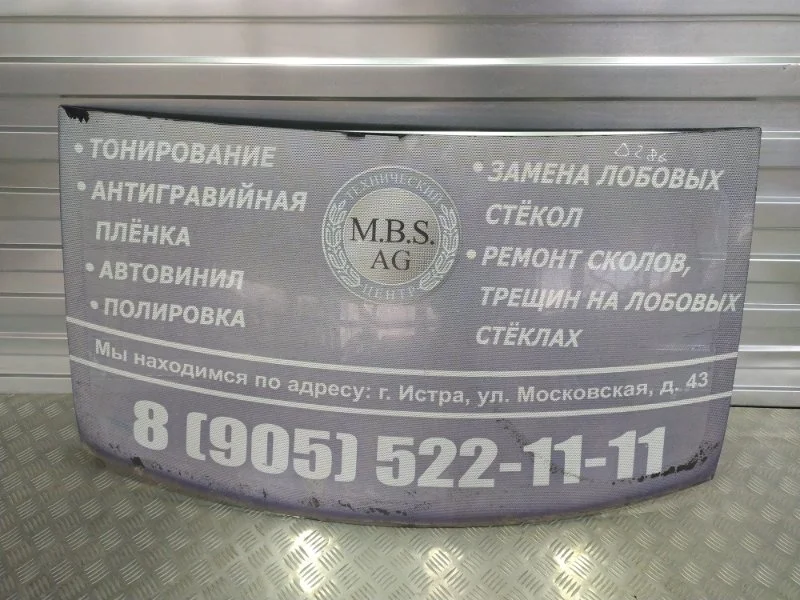 • ТОНИРОВАНИЕ
• АНТИГРАВИЙНАЯ
ПЛЁНКА
• АВТОВИНИЛ
• ПОЛИРОВКА
ТЕХНИЧЕСКИЙ
M.B.S.
AG
ЦЕНТР
• ЗАМЕНА ЛОБОВЫХ
СТЁКОЛ
• РЕМОНТ СКОЛОВ,
ТРЕЩИН НА ЛОБОВЫХ
СТЁКЛАХ
Мы находимся по адресу: г. Истра, ул. Московская, д. 43
8 (905) 522-11-11